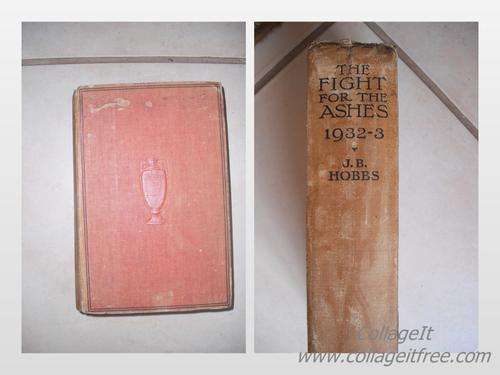 THE
FIGHT
FOR THE
ASHES
1932-3
J.B.
HOBBS
CollageIt
www.collageitfree.com